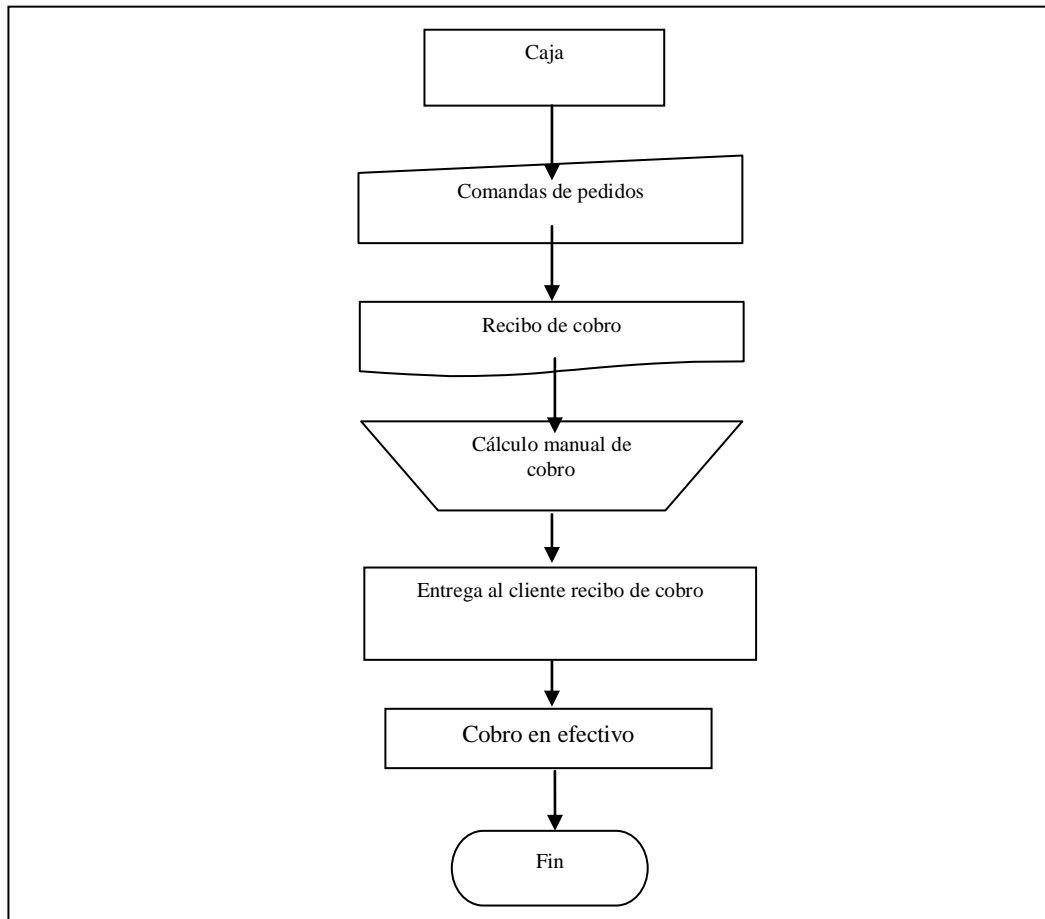 Caja
Comandas de pedidos
Recibo de cobro
Cálculo manual de
cobro
Entrega al cliente recibo de cobro
Cobro en efectivo
Fin